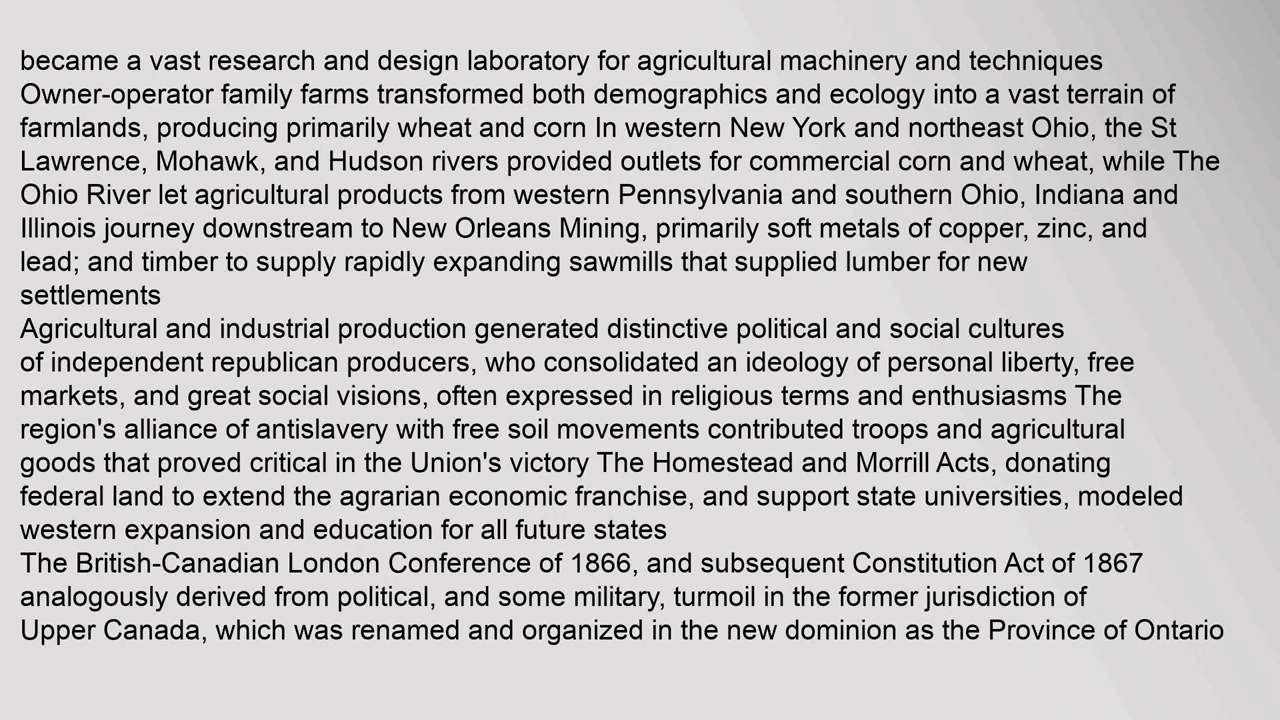 became a vast research and design laboratory for agricultural machinery and techniques
Owner-operator family farms transformed both demographics and ecology into a vast terrain of
farmlands, producing primarily wheat and corn In western New York and northeast Ohio, the St
Lawrence, Mohawk, and Hudson rivers provided outlets for commercial corn and wheat, while The
Ohio River let agricultural products from western Pennsylvania and southern Ohio, Indiana and
Illinois journey downstream to New Orleans Mining, primarily soft metals of copper, zinc, and
lead; and timber to supply rapidly expanding sawmills that supplied lumber for new
settlements
Agricultural and industrial production generated distinctive political and social cultures
of independent republican producers, who consolidated an ideology of personal liberty, free
markets, and great social visions, often expressed in religious terms and enthusiasms The
region's alliance of antislavery with free soil movements contributed troops and agricultural
goods that proved critical in the Union's victory The Homestead and Morrill Acts, donating
federal land to extend the agrarian economic franchise, and support state universities, modeled
western expansion and education for all future states
The British-Canadian London Conference of 1866, and subsequent Constitution Act of 1867
analogously derived from political, and some military, turmoil in the former jurisdiction of
Upper Canada, which was renamed and organized in the new dominion as the Province of Ontario